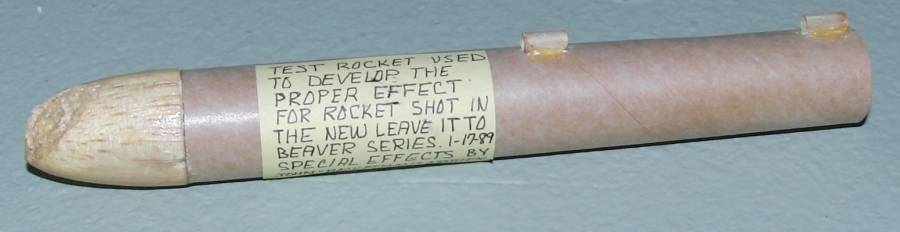 TEST ROCKET USED
TO DEVELOP THE
PROPER EFFECT
FOR ROCKET SHOT IN
THE NEW LEAVE IT TO
BEAVER SERIES. 1-17-89
SPECIAL EFFECTS BY